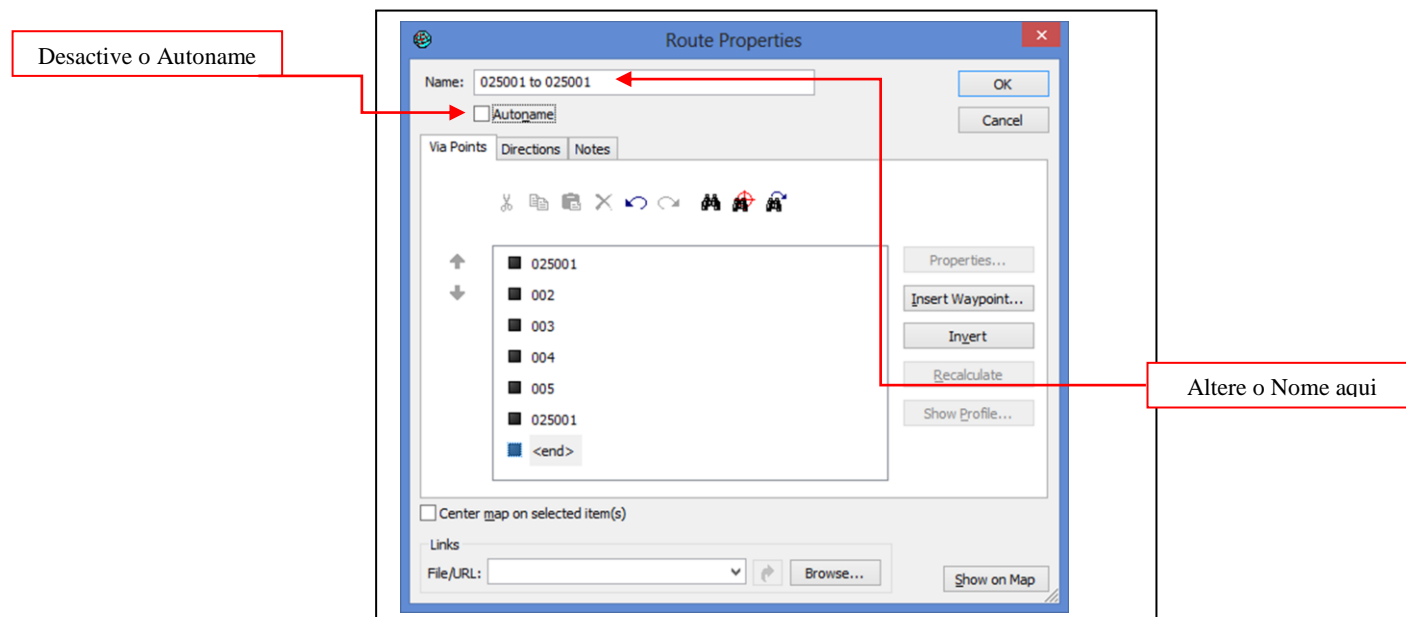 Route Properties
Desactive o Autoname
Name: 025001 to 025001
OK
Autoname
Cancel
Via Points Directions Notes
025001
Properties...
002
Insert Waypoint...
003
Invert
004
Recalculate
005
Altere o Nome aqui
025001
Show Profile...
<end>
Center map on selected item(s)
Links
File/URL:
Browse...
Show on Map